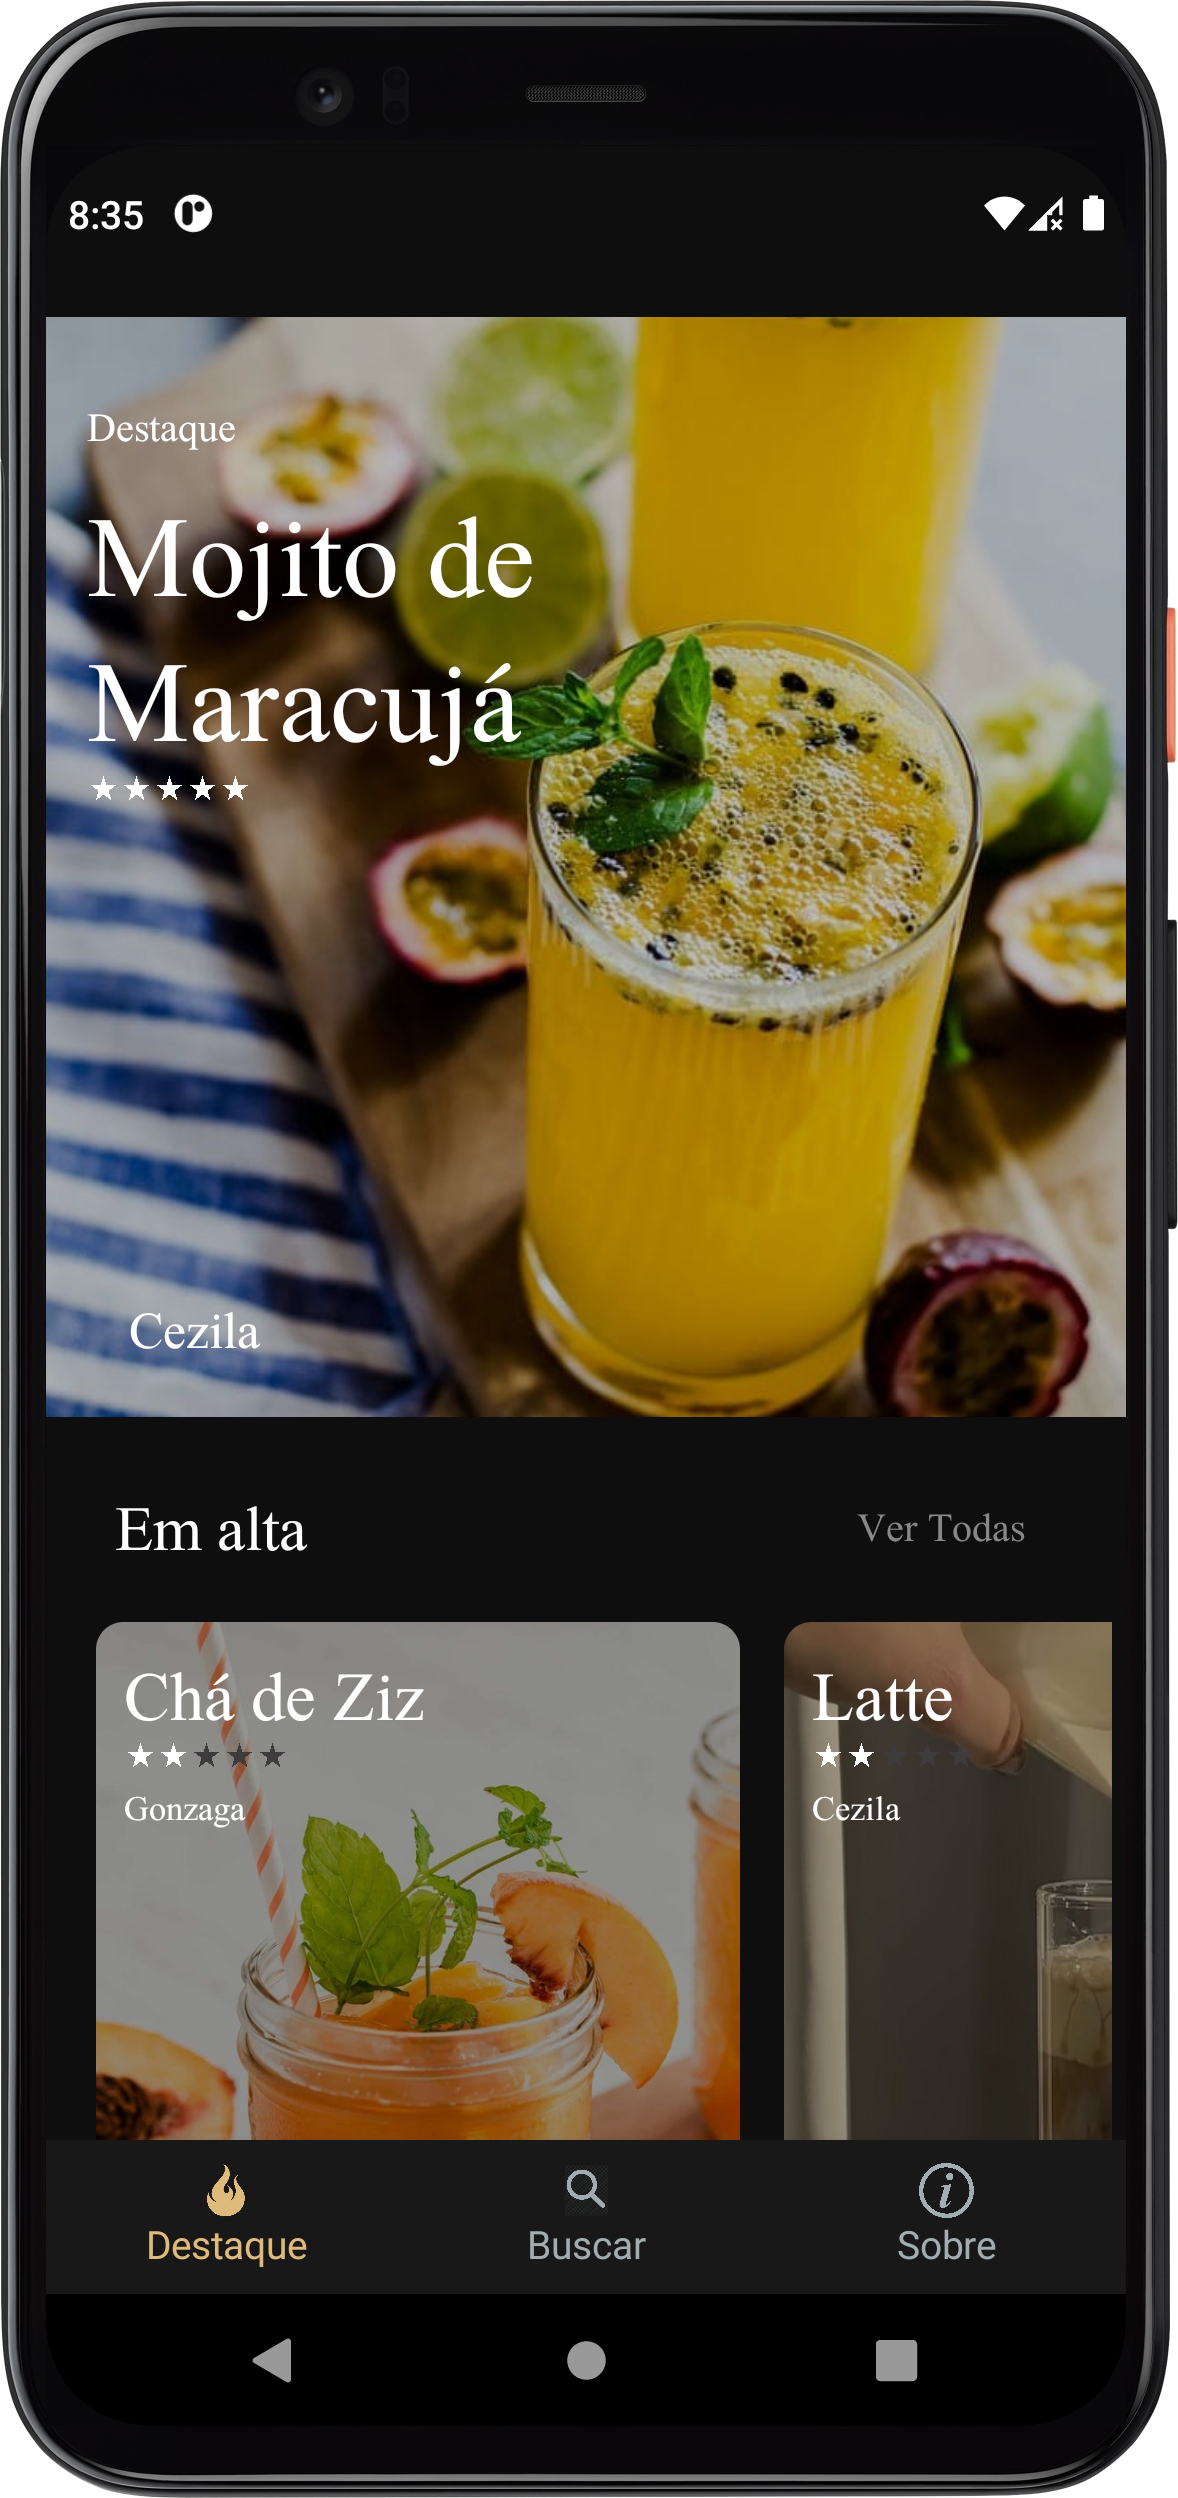 8:35
Destaque
Mojito de
Maracujá
Cezila
Em alta
Ver Todas
Chá de Ziz
Gonzaga
Latte
Cezila
Destaque
Buscar
Sobre